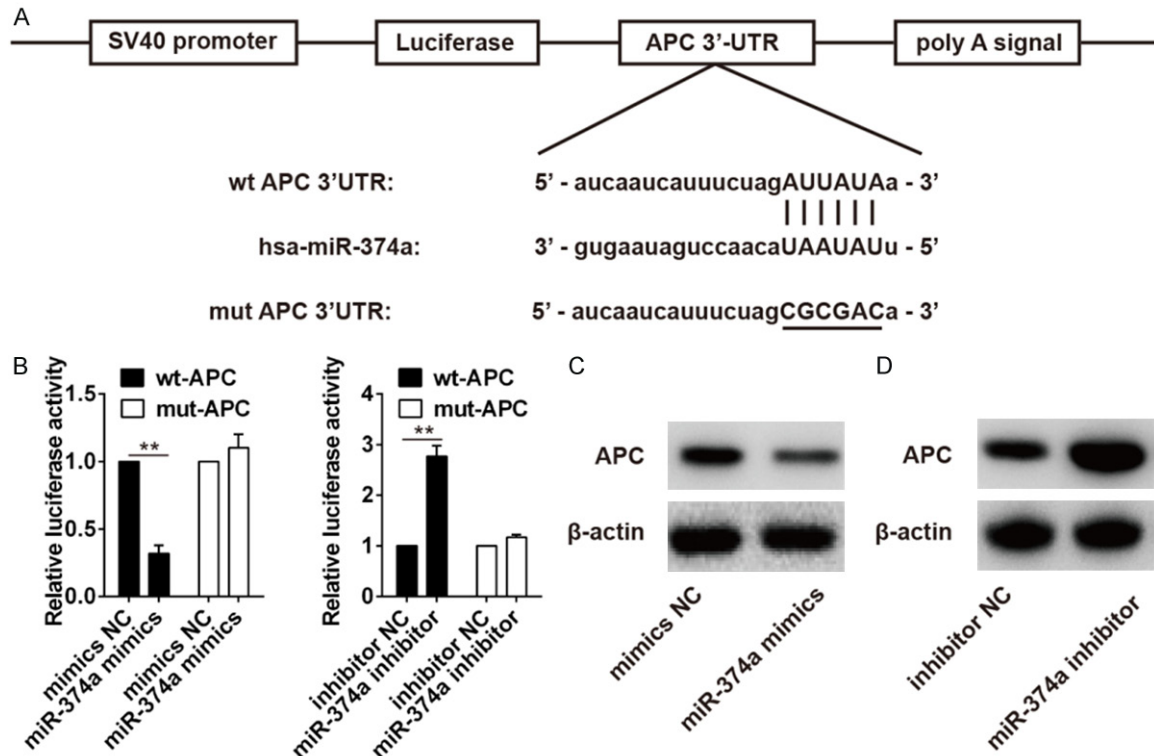 A
SV40 promoter Luciferase APC 3’-UTR poly A signal
wt APC 3’UTR: 5’ - aucaaucauuucuagAUUAUAa - 3’
hsa-miR-374a: 3’ - gugaauaguccaacaUAAUAUu - 5’
mut APC 3’UTR: 5’ - aucaaucauuucuagCGCGACa - 3’
B
Relative luciferase activity
wt-APC
mut-APC
1.5
1.0
0.5
0.0
**
mimics NC
miR-374a mimics
mimics NC
miR-374a mimics
Relative luciferase activity
wt-APC
mut-APC
4
3
2
1
0
**
inhibitor NC
miR-374a inhibitor
inhibitor NC
miR-374a inhibitor
C
APC
β-actin
mimics NC
miR-374a mimics
D
APC
β-actin
inhibitor NC
miR-374a inhibitor